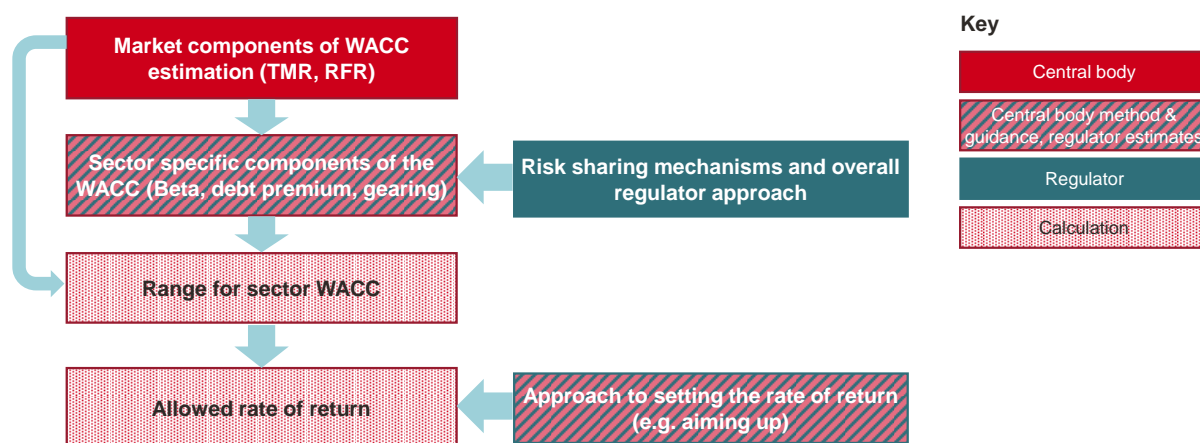 Market components of WACC
estimation (TMR, RFR)
Sector specific components of the
WACC (Beta, debt premium, gearing)
Risk sharing mechanisms and overall
regulator approach
Range for sector WACC
Allowed rate of return
Approach to setting the rate of return
(e.g. aiming up)
Key
Central body
Central body method &
guidance, regulator estimates
Regulator
Calculation